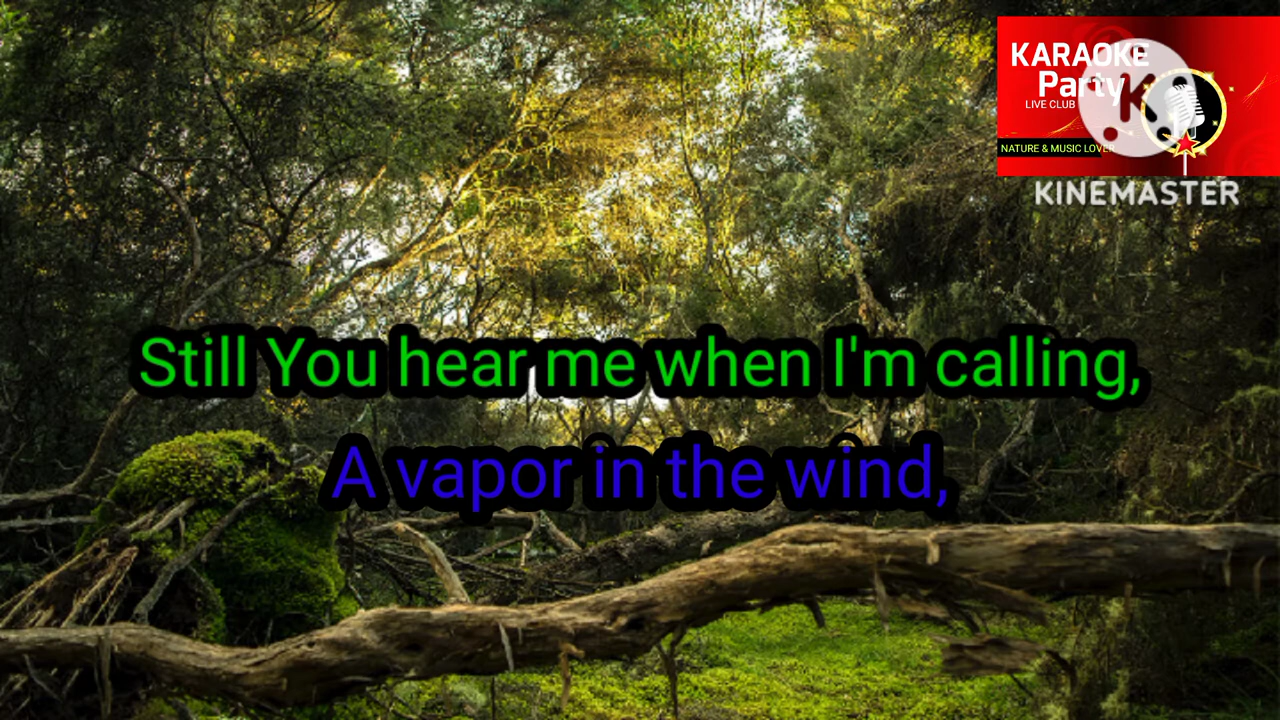 KARAOKE
Party
LIVE CLUB
K
NATURE & MUSIC LOVER
KINEMASTER
Still You hear me when I'm calling,
A vapor in the wind,